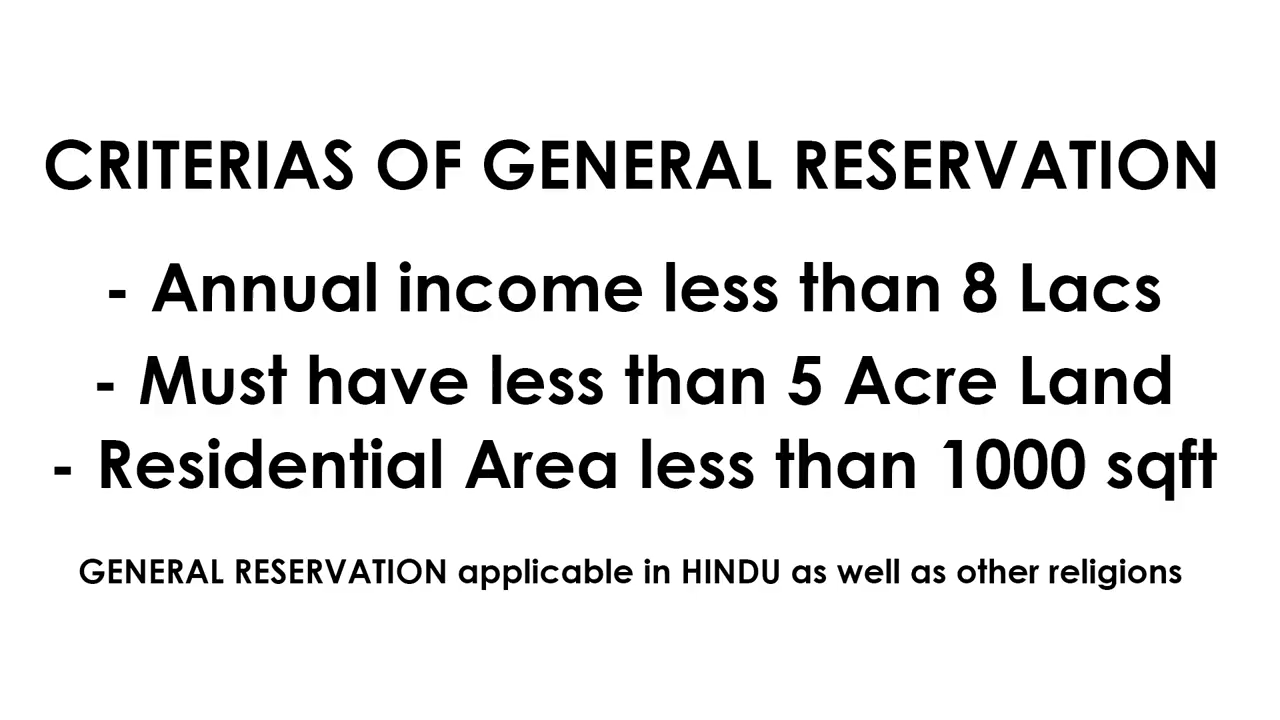 CRITERIAS OF GENERAL RESERVATION
- Annual income less than 8 Lacs
- Must have less than 5 Acre Land
- Residential Area less than 1000 sqft
GENERAL RESERVATION applicable in HINDU as well as other religions